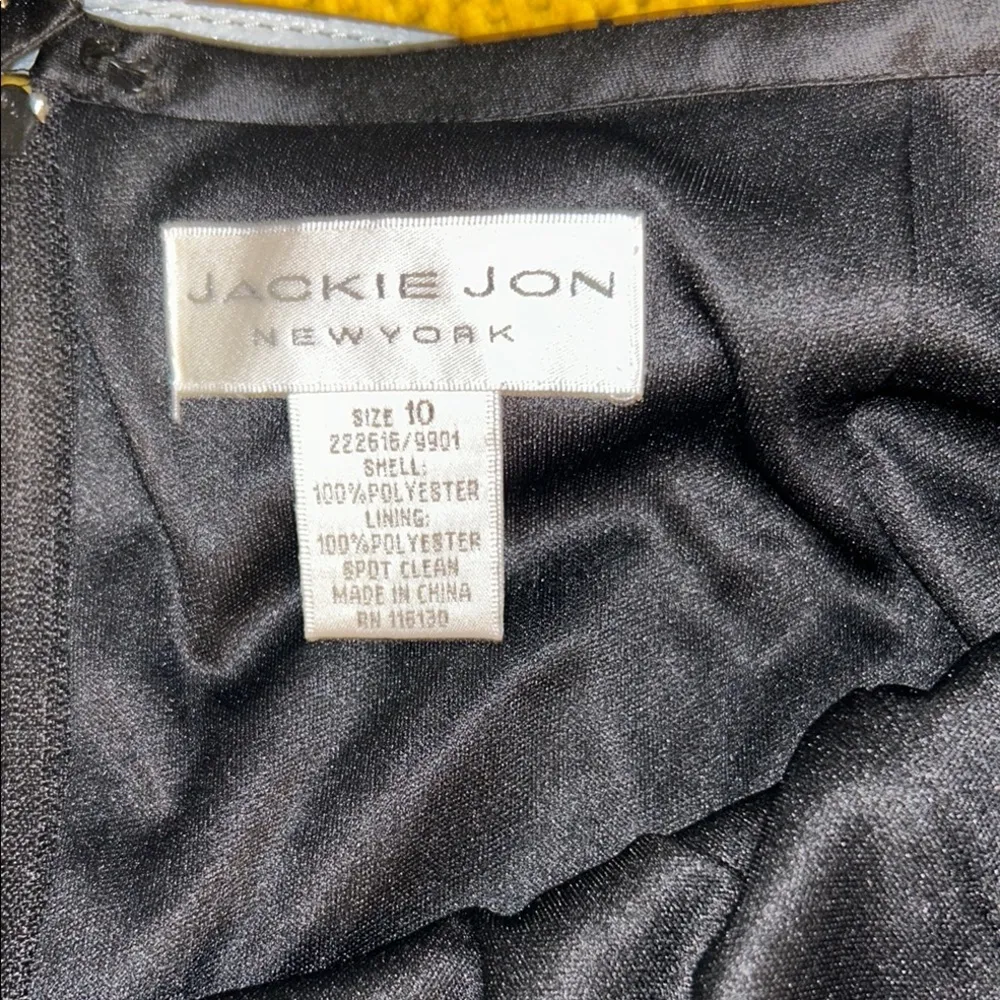 JACKIE JON
NEW YORK
SIZE 10
222616/9901
SHELL:
100%POLYESTER
LINING:
100%POLYESTER
SPOT CLEAN
MADE IN CHINA
RN 116130